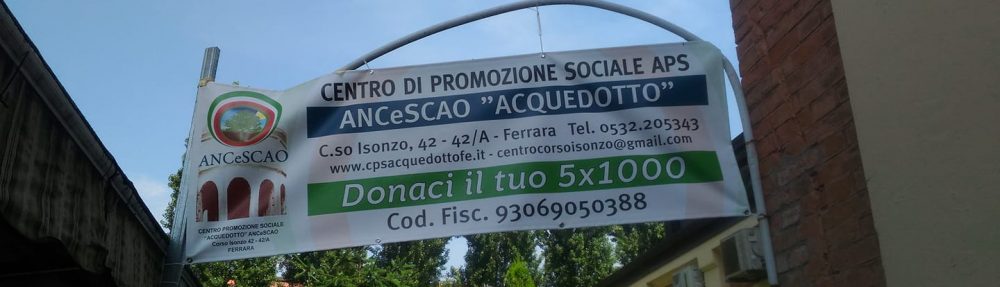 CENTRO DI PROMOZIONE SOCIALE APS
ANCeSCAO "ACQUEDOTTO"
C.so Isonzo, 42 - 42/A - Ferrara Tel. 0532.205343
www.cpsacquedottofe.it - centrocorsoisonzo@gmail.com
Donaci il tuo 5x1000
Cod. Fisc. 93069050388
ANCeSCAO
CENTRO PROMOZIONE SOCIALE
"ACQUEDOTTO" ANCeSCAO
Corso Isonzo 42 - 42/A
FERRARA